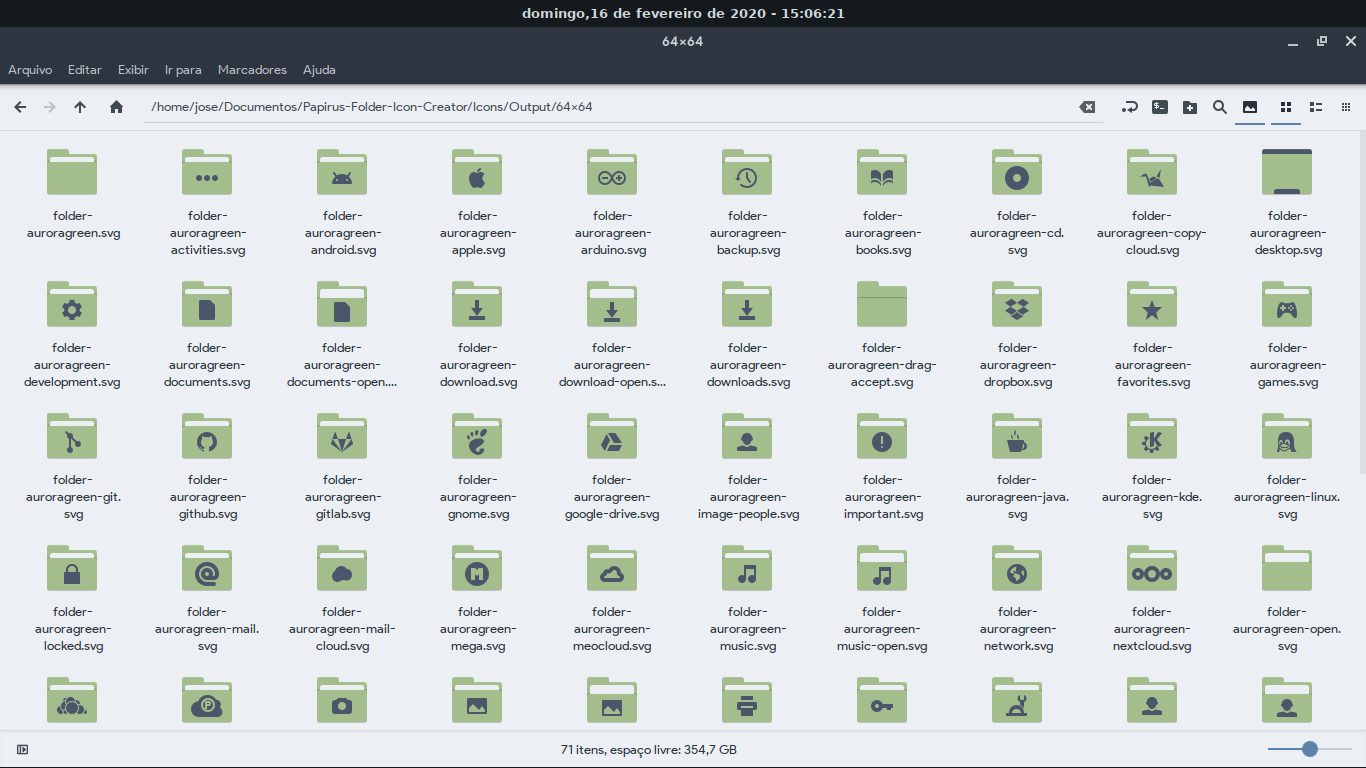 domingo,16 de fevereiro de 2020 - 15:06:21
64×64
Arquivo Editar Exibir Ir para Marcadores Ajuda
/home/jose/Documentos/Papirus-Folder-Icon-Creator/Icons/Output/64×64
folder-auroragreen.svg
folder-auroragreen-activities.svg
folder-auroragreen-android.svg
folder-auroragreen-apple.svg
folder-auroragreen-arduino.svg
folder-auroragreen-backup.svg
folder-auroragreen-books.svg
folder-auroragreen-cd.svg
folder-auroragreen-copy-cloud.svg
folder-auroragreen-desktop.svg
folder-auroragreen-development.svg
folder-auroragreen-documents.svg
folder-auroragreen-documents-open....
folder-auroragreen-download.svg
folder-auroragreen-download-open.s...
folder-auroragreen-downloads.svg
folder-auroragreen-drag-accept.svg
folder-auroragreen-dropbox.svg
folder-auroragreen-favorites.svg
folder-auroragreen-games.svg
folder-auroragreen-git.svg
folder-auroragreen-github.svg
folder-auroragreen-gitlab.svg
folder-auroragreen-gnome.svg
folder-auroragreen-google-drive.svg
folder-auroragreen-image-people.svg
folder-auroragreen-important.svg
folder-auroragreen-java.svg
folder-auroragreen-kde.svg
folder-auroragreen-linux.svg
folder-auroragreen-locked.svg
folder-auroragreen-mail.svg
folder-auroragreen-mail-cloud.svg
folder-auroragreen-mega.svg
folder-auroragreen-meocloud.svg
folder-auroragreen-music.svg
folder-auroragreen-music-open.svg
folder-auroragreen-network.svg
folder-auroragreen-nextcloud.svg
folder-auroragreen-open.svg
71 itens, espaço livre: 354,7 GB